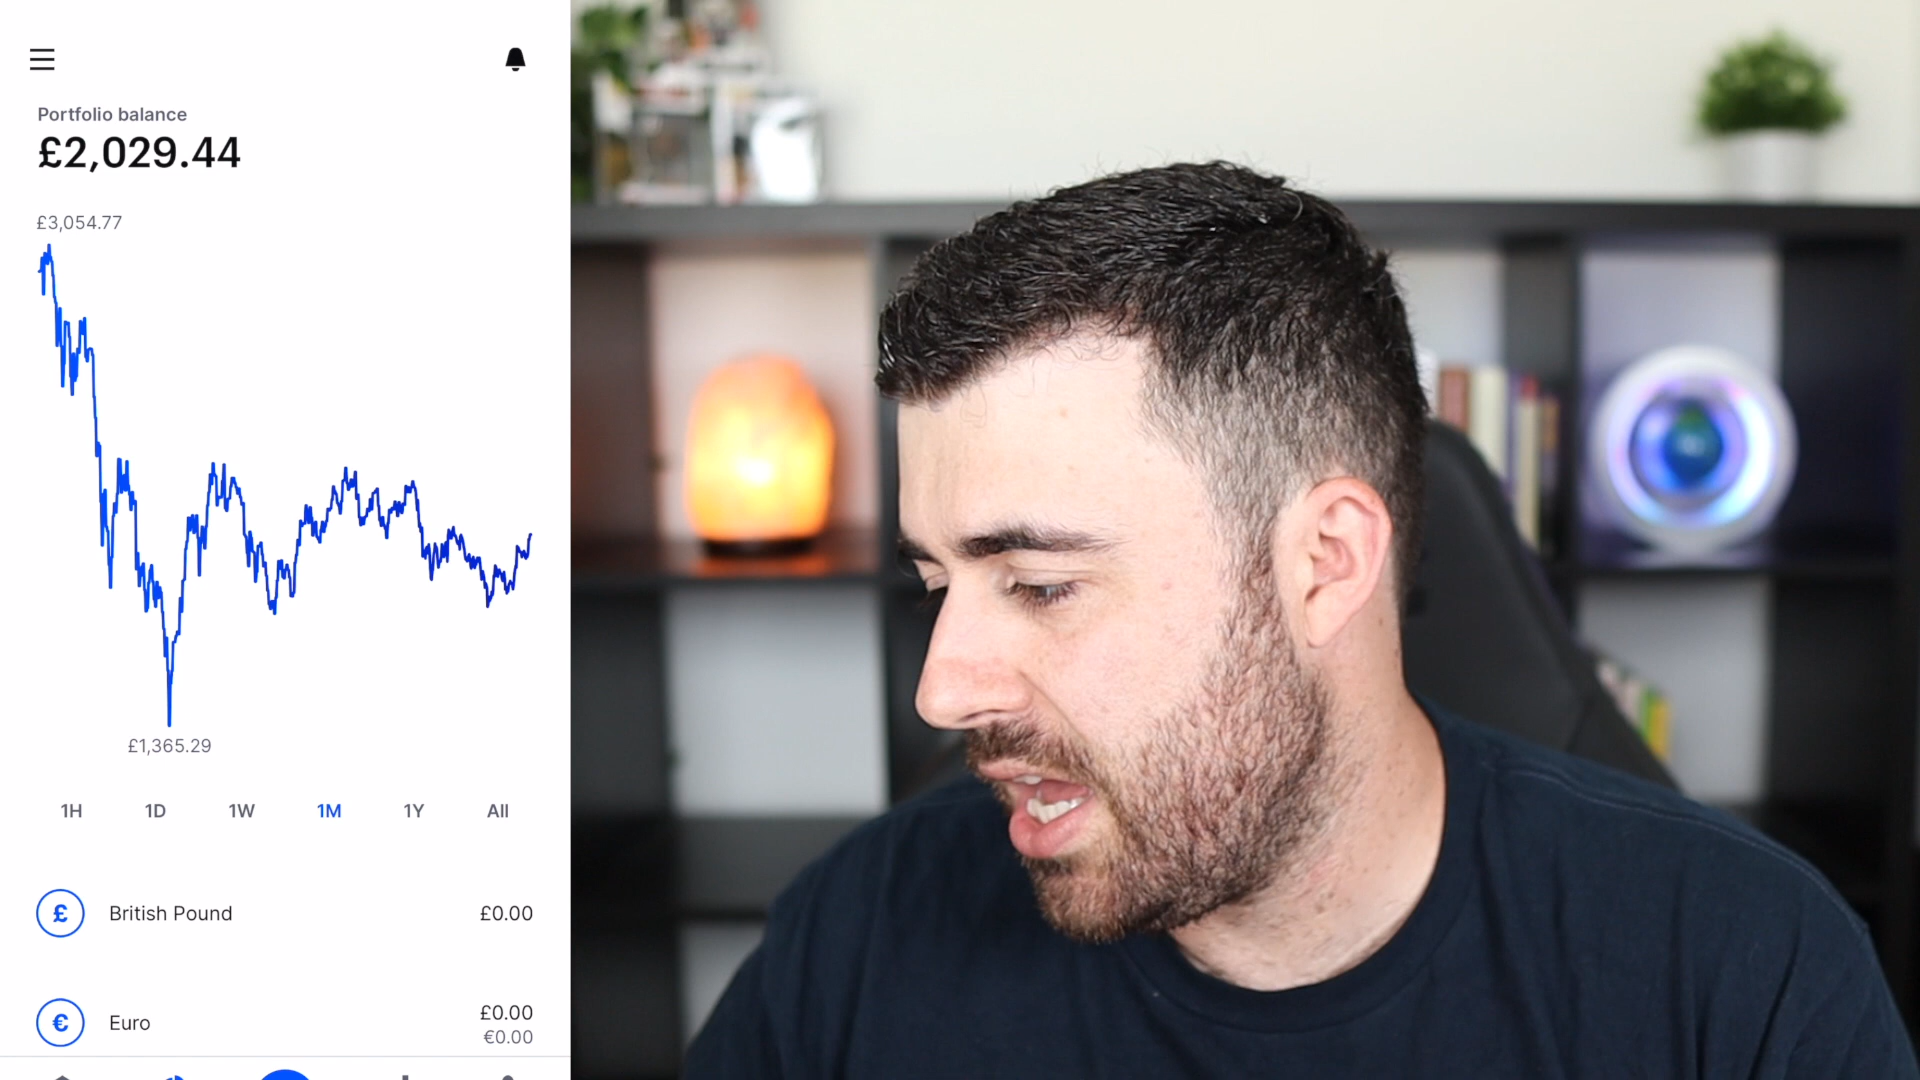 Portfolio balance
£2,029.44
£3,054.77
£1,365.29
1H 1D 1W 1M 1Y All
£ British Pound £0.00
€ Euro £0.00
€0.00